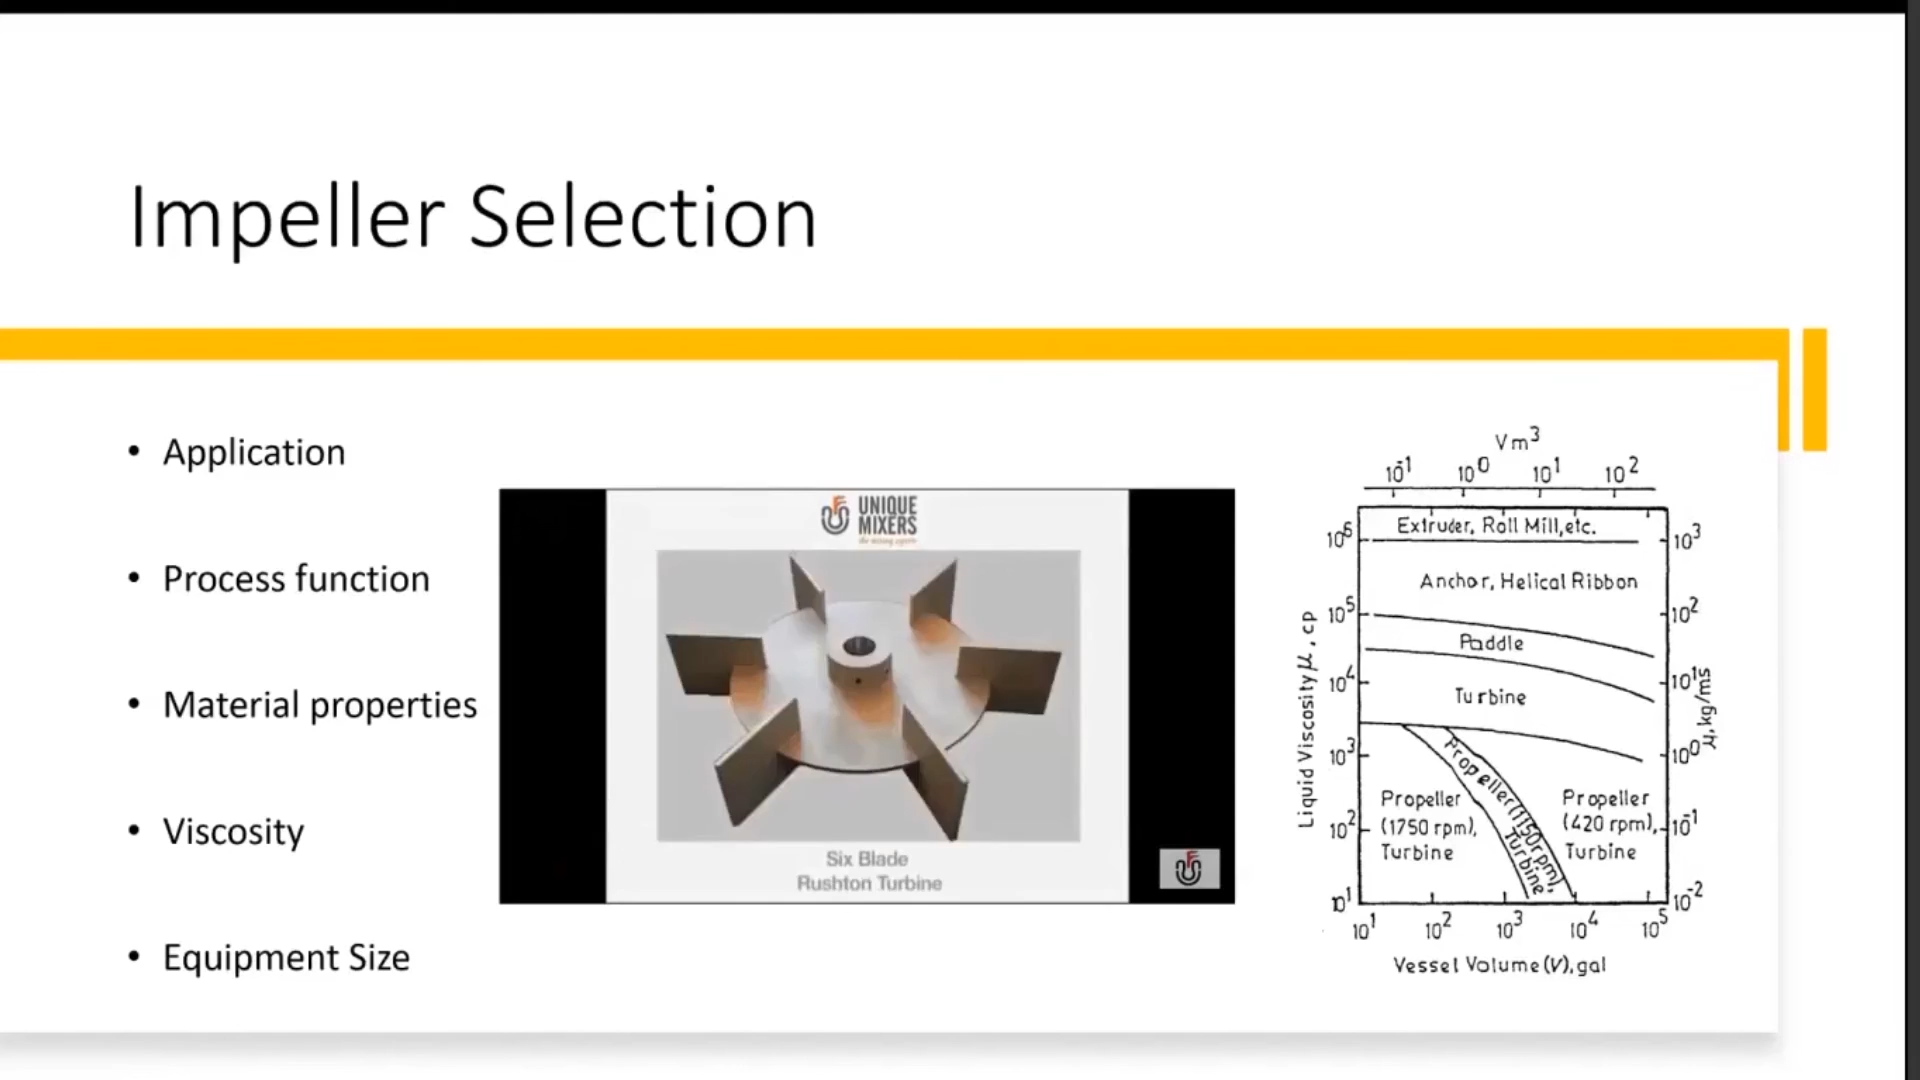 Impeller Selection
• Application
• Process function
• Material properties
• Viscosity
• Equipment Size
UNIQUE
MIXERS
Six Blade
Rushton Turbine
Vm³
10⁻¹ 10⁰ 10¹ 10²
Extruder, Roll Mill, etc.
Anchor, Helical Ribbon
Paddle
Turbine
Propeller (1150 rpm),
Turbine
Propeller
(1750 rpm),
Turbine
Propeller
(420 rpm),
Turbine
Liquid Viscosity μ, cp
10⁶
10⁵
10⁴
10³
10²
10¹
10³
10²
10¹
10⁰
10⁻¹
10⁻²
μ, kg/ms
10¹ 10² 10³ 10⁴ 10⁵
Vessel Volume (V), gal